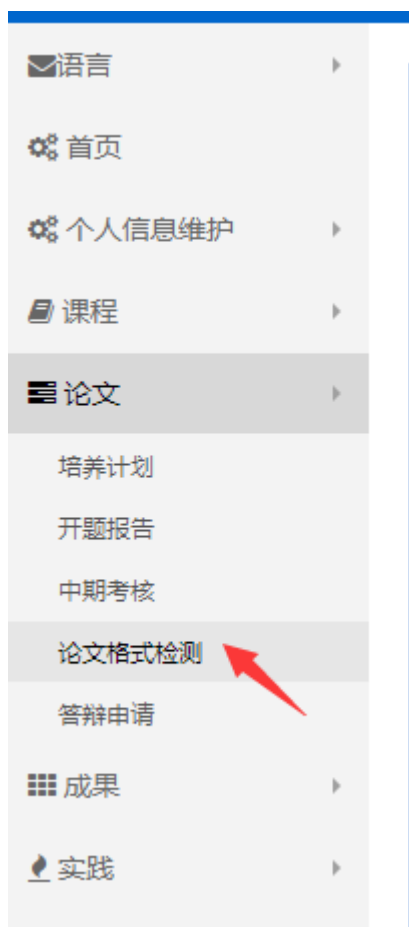 语言
首页
个人信息维护
课程
论文
培养计划
开题报告
中期考核
论文格式检测
答辩申请
成果
实践